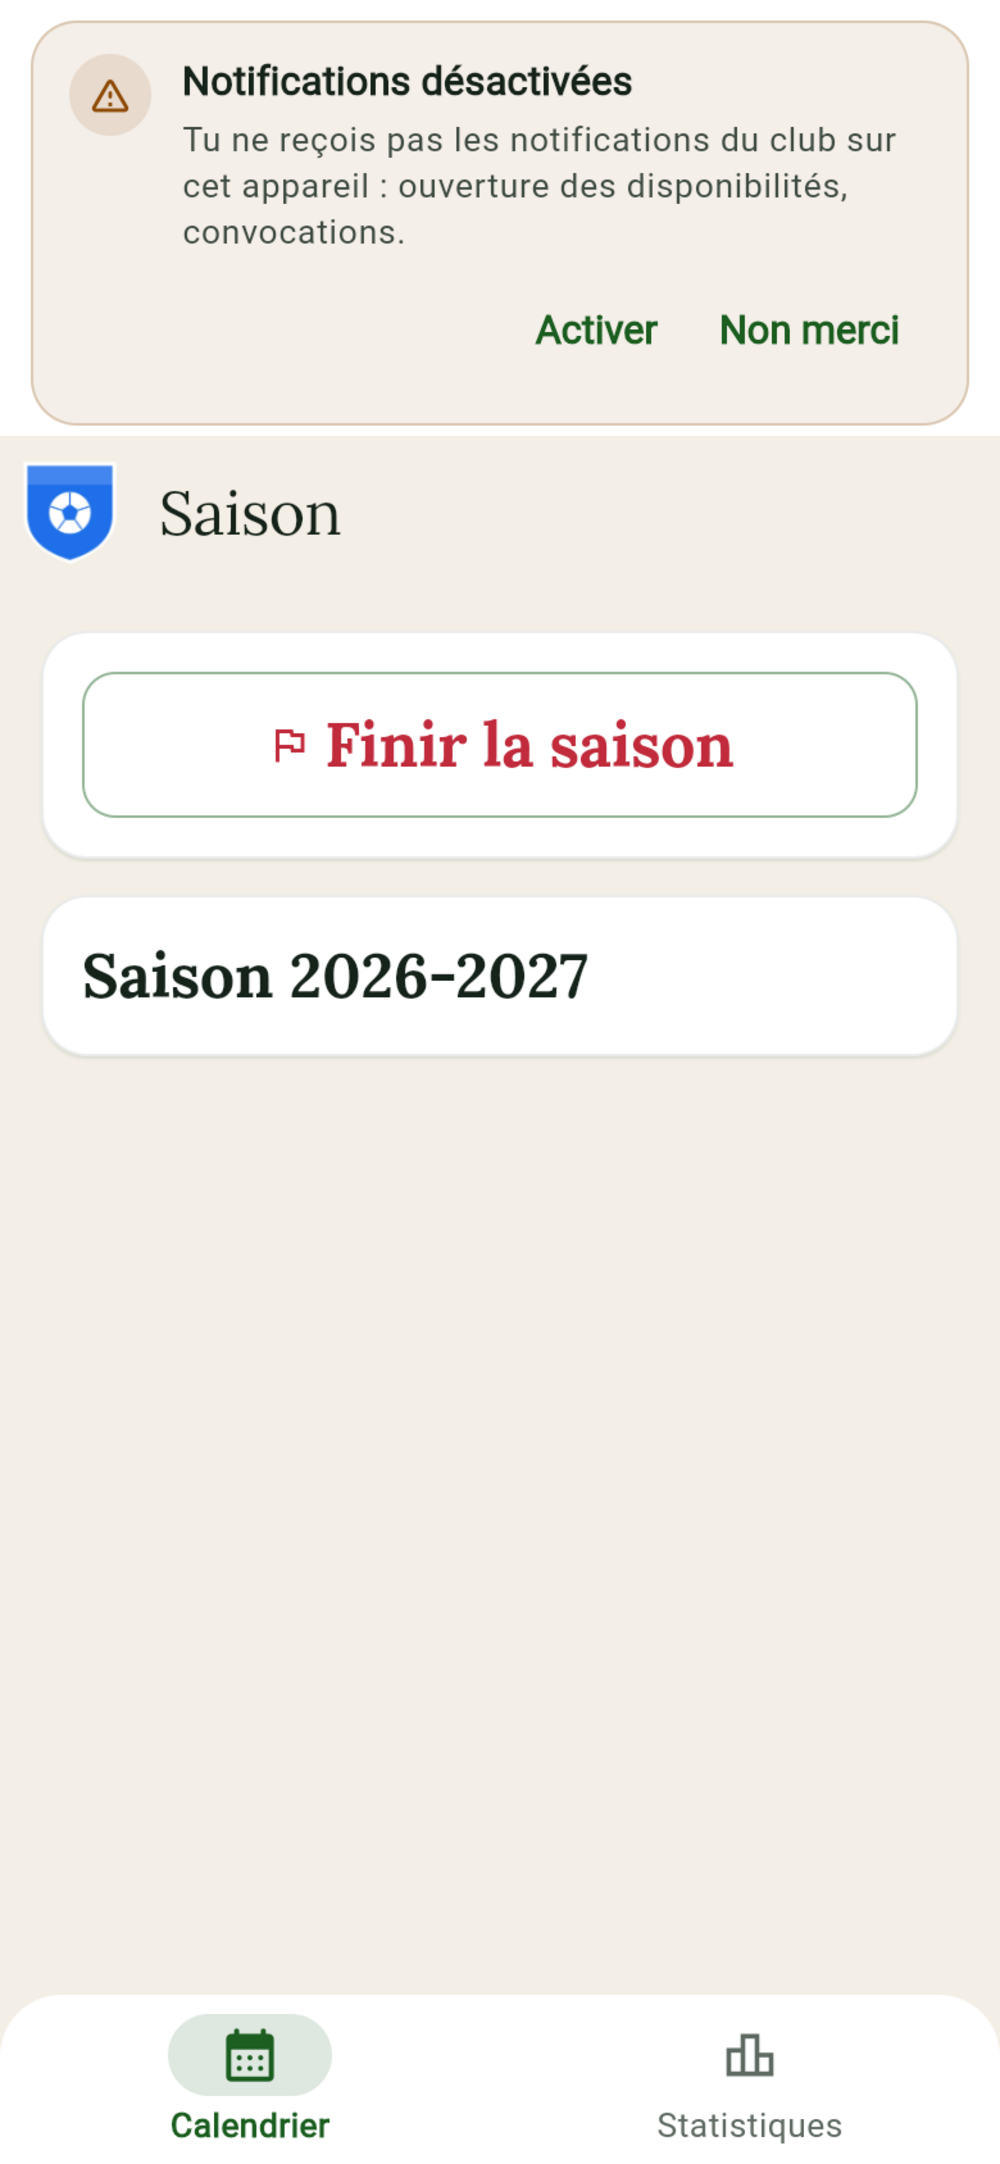 Notifications désactivées
Tu ne reçois pas les notifications du club sur
cet appareil : ouverture des disponibilités,
convocations.
Activer
Non merci
Saison
Finir la saison
Saison 2026-2027
Calendrier
Statistiques